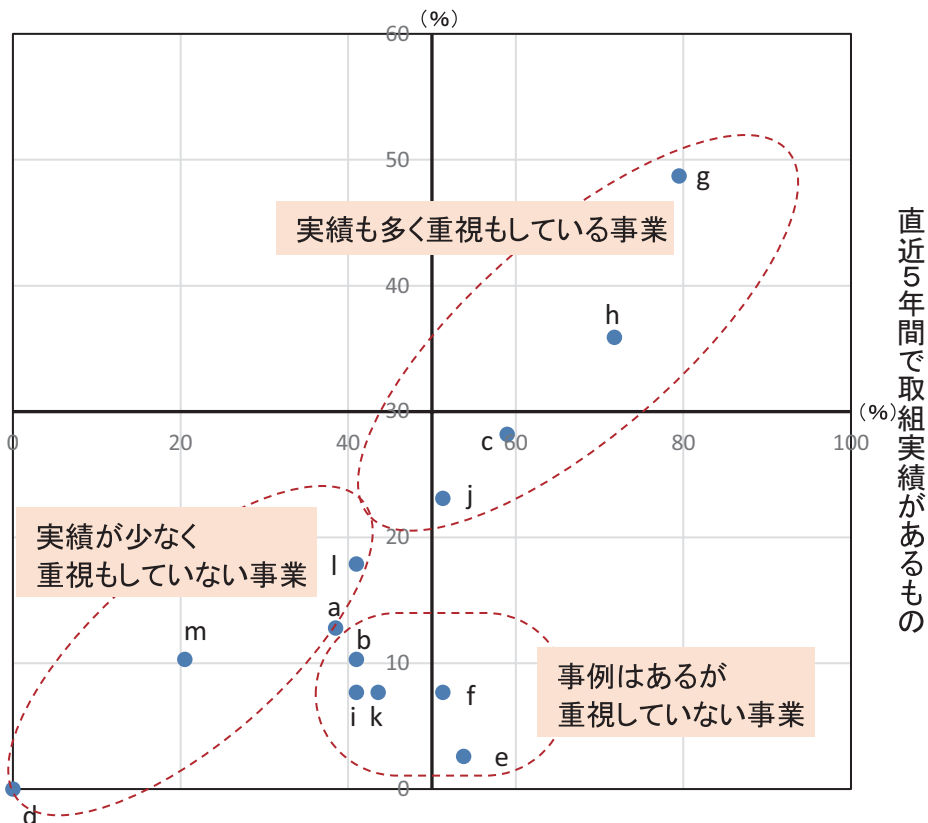 （%）
60
50
g
実績も多く重視もしている事業
40
h
30
（%）
0
20
40
c
60
80
100
j
直近５年間で取組実績があるもの
20
実績が少なく
重視もしていない事業
l
a
m
b
10
i
k
f
事例はあるが
重視していない事業
e
0
d